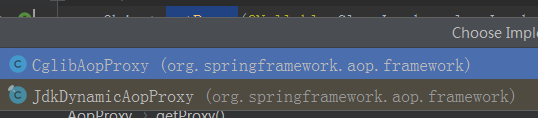 Choose Imple
CglibAopProxy (org.springframework.aop.framework)
JdkDynamicAopProxy (org.springframework.aop.framework)
AopProxy > getProxy()